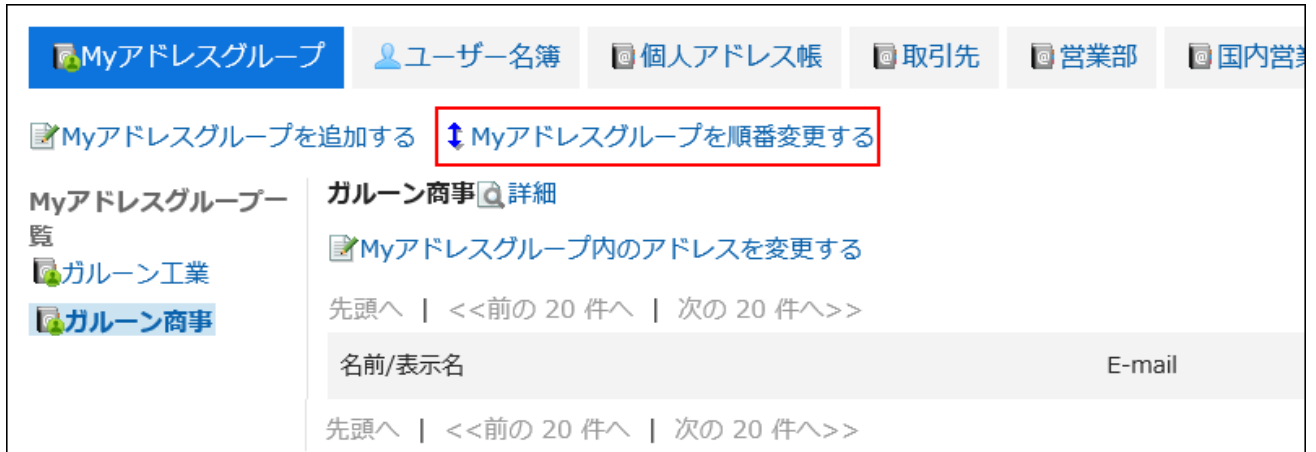 Myアドレスグループ ユーザー名簿 個人アドレス帳 取引先 営業部 国内営
Myアドレスグループを追加する Myアドレスグループを順番変更する
Myアドレスグループ一
覧
ガルーン工業
ガルーン商事
ガルーン商事 詳細
Myアドレスグループ内のアドレスを変更する
先頭へ | <<前の 20 件へ | 次の 20 件へ>>
名前/表示名 E-mail
先頭へ | <<前の 20 件へ | 次の 20 件へ>>